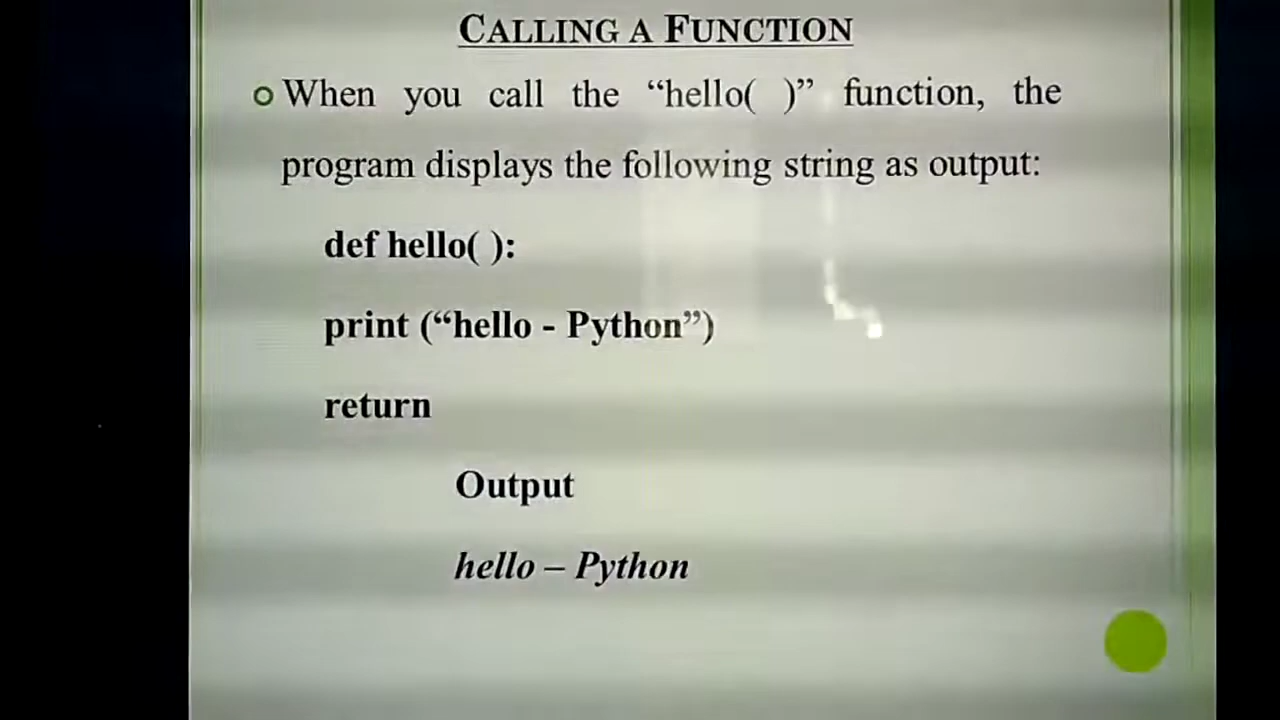 CALLING A FUNCTION
When you call the “hello( )” function, the
program displays the following string as output:
def hello( ):
print (“hello - Python”)
return
Output
hello – Python